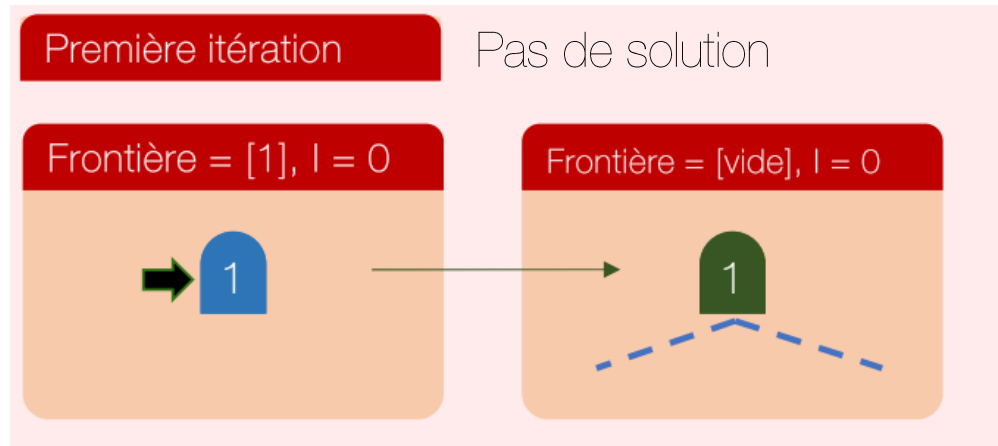 Première itération
Pas de solution
Frontière = [1], l = 0
Frontière = [vide], l = 0
1
1